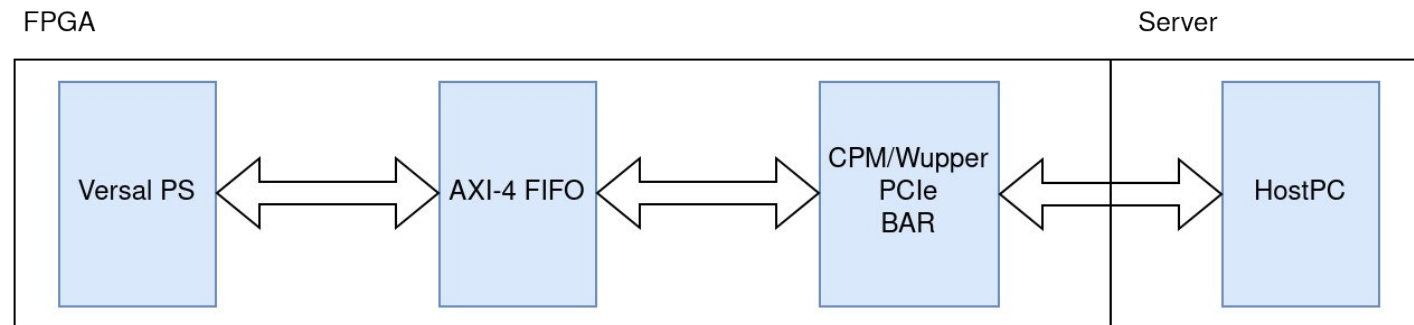 FPGA
Server
Versal PS
AXI-4 FIFO
CPM/Wupper
PCIe
BAR
HostPC